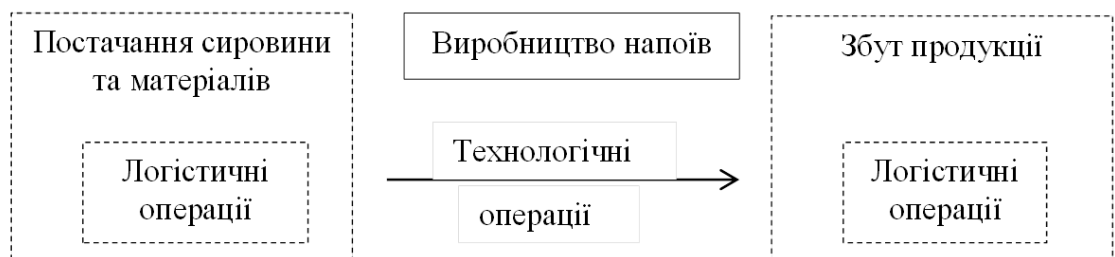 Постачання сировини
та матеріалів
Логістичні
операції
Виробництво напоїв
Технологічні
операції
Збут продукції
Логістичні
операції